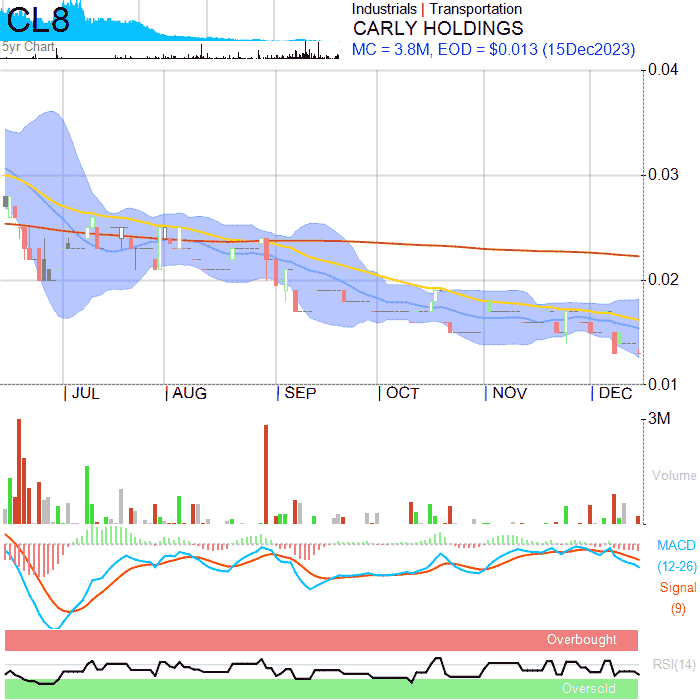 CL8
5yr Chart
Industrials | Transportation
CARLY HOLDINGS
MC = 3.8M, EOD = $0.013 (15Dec2023)
0.04
0.03
0.02
0.01
JUL
AUG
SEP
OCT
NOV
DEC
3M
Volume
MACD
(12-26)
Signal
(9)
Overbought
RSI(14)
Oversold